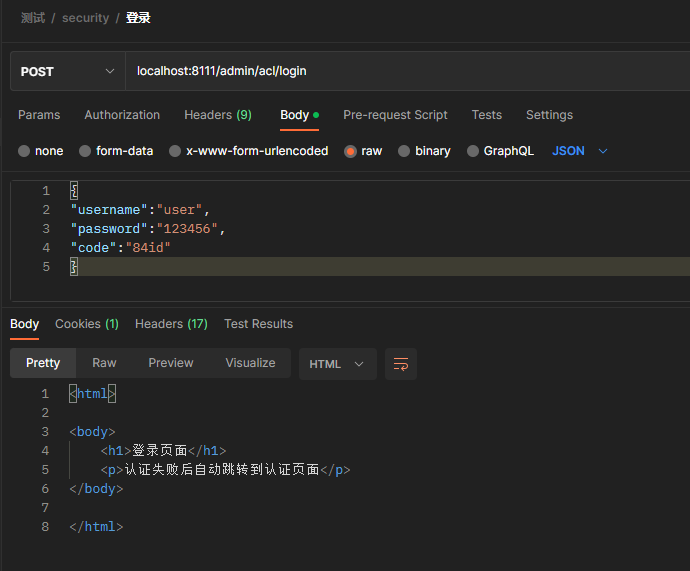 测试 / security / 登录
POST localhost:8111/admin/acl/login
Params Authorization Headers (9) Body Pre-request Script Tests Settings
none form-data x-www-form-urlencoded raw binary GraphQL JSON
1 {
2 "username":"user",
3 "password":"123456",
4 "code":"84id"
5 }
Body Cookies (1) Headers (17) Test Results
Pretty Raw Preview Visualize HTML
1 <html>
2
3 <body>
4 <h1>登录页面</h1>
5 <p>认证失败后自动跳转到认证页面</p>
6 </body>
7
8 </html>